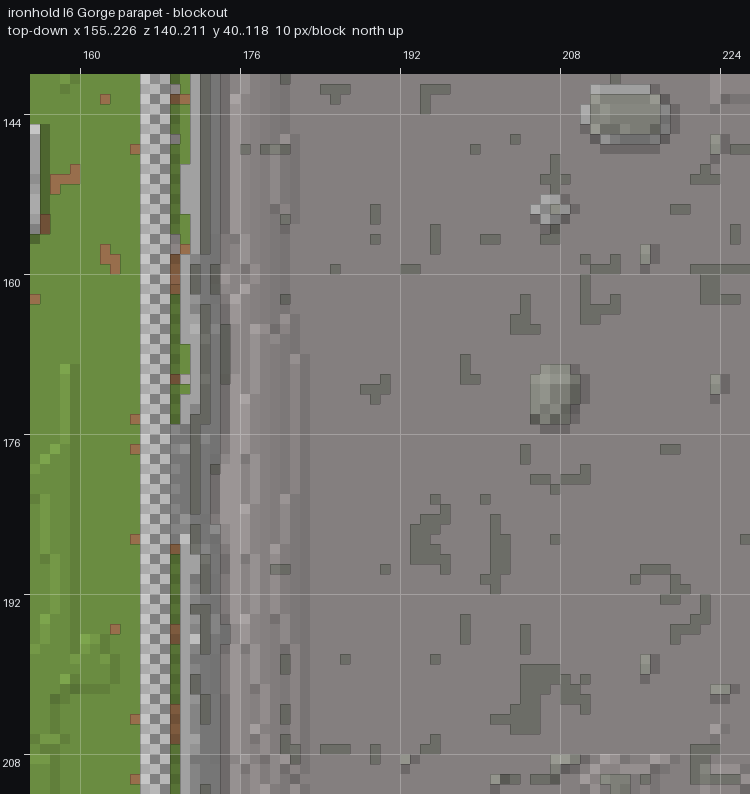 ironhold l6 Gorge parapet - blockout
top-down  x 155..226  z 140..211  y 40..118  10 px/block  north up
160 176 192 208 224
144
160
176
192
208